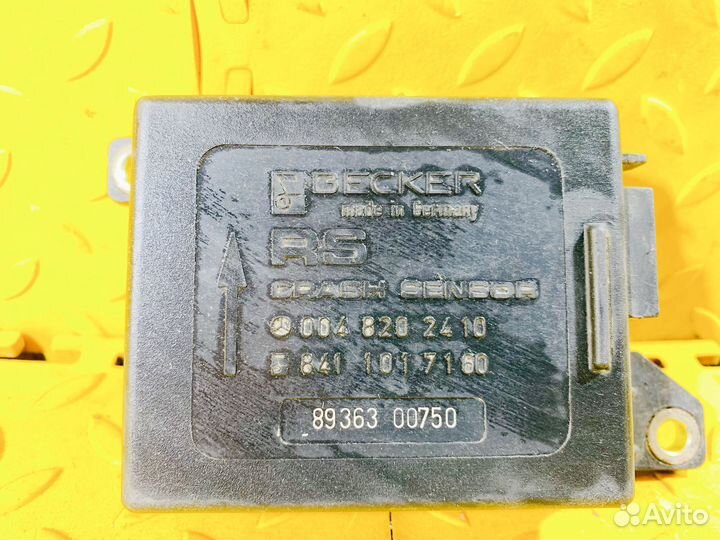 BECKER
made in Germany
RS
CRASH SENSOR
004 820 2410
841 101 7160
89363 00750
Avito